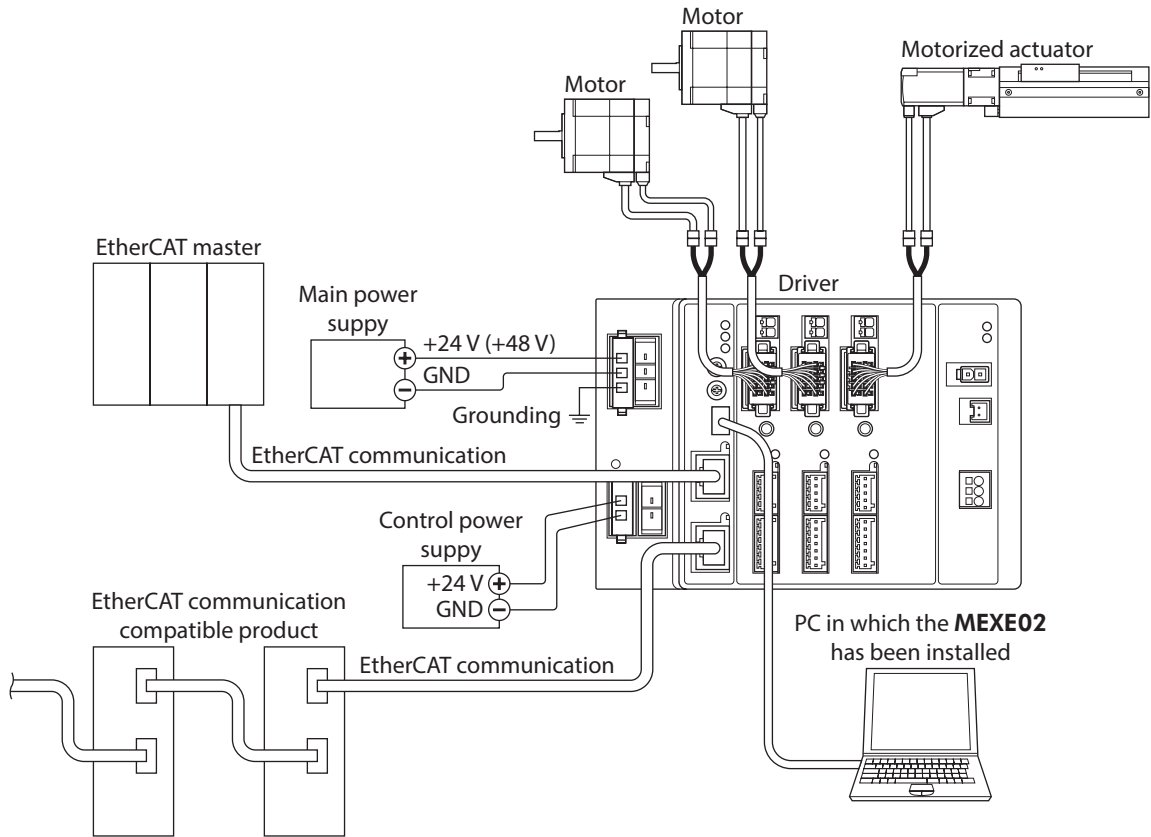 Motor
Motor
Motorized actuator
EtherCAT master
Main power
suppy
Driver
+24 V (+48 V)
GND
Grounding
EtherCAT communication
Control power
suppy
+24 V
GND
EtherCAT communication
compatible product
EtherCAT communication
PC in which the MEXE02
has been installed